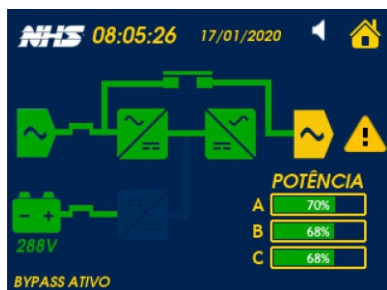 NHS 08:05:26 17/01/2020
POTÊNCIA
A 70%
B 68%
C 68%
288V
BYPASS ATIVO